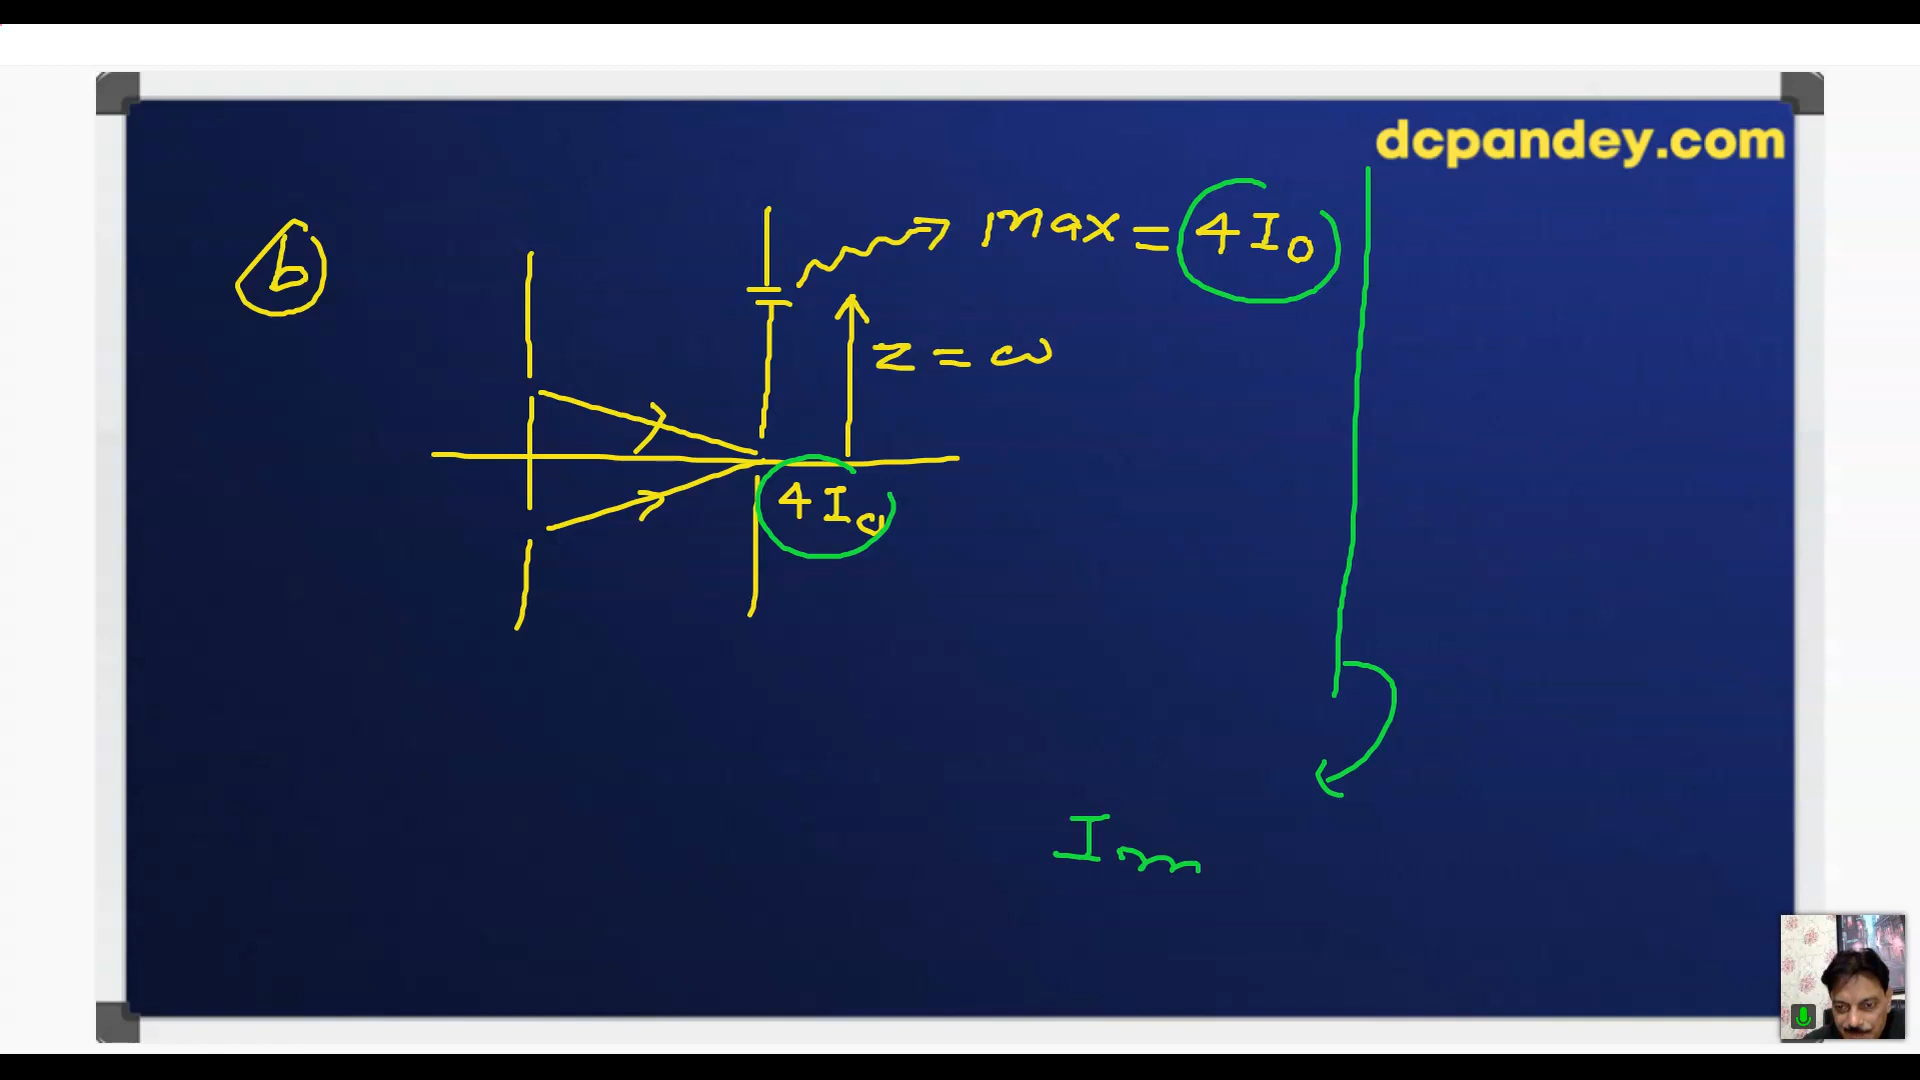 dcpandey.com
b
max = 4I₀
z = ω
4I₀
Im